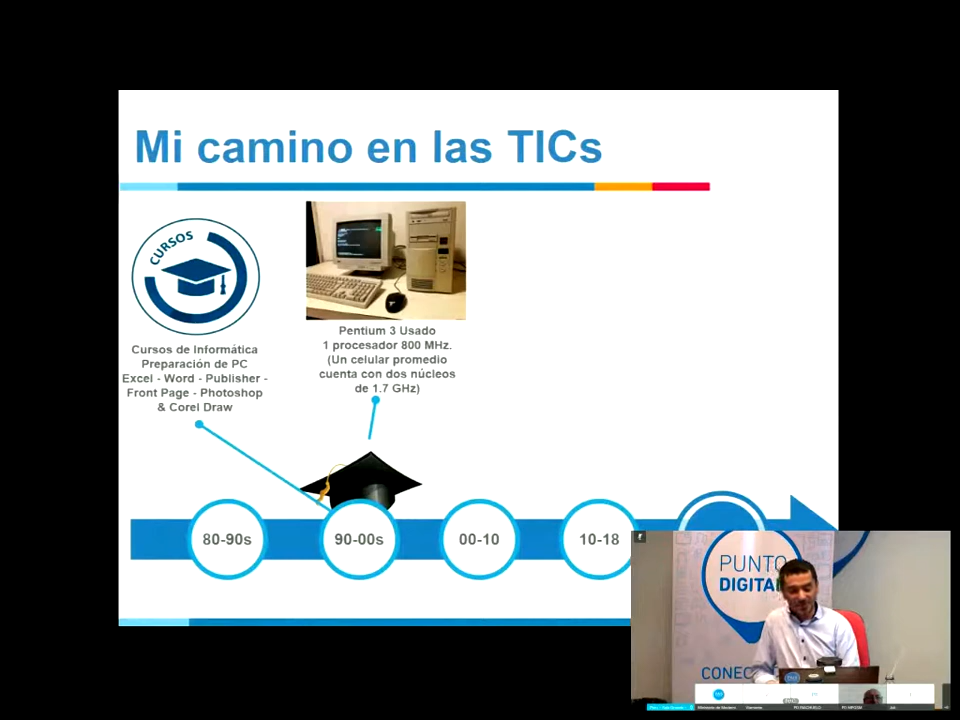 Mi camino en las TICs
CURSOS
Cursos de Informática
Preparación de PC
Excel - Word - Publisher -
Front Page - Photoshop
& Corel Draw
Pentium 3 Usado
1 procesador 800 MHz.
(Un celular promedio
cuenta con dos núcleos
de 1.7 GHz)
80-90s
90-00s
00-10
10-18
PUNTO
DIGITAL
CONEC